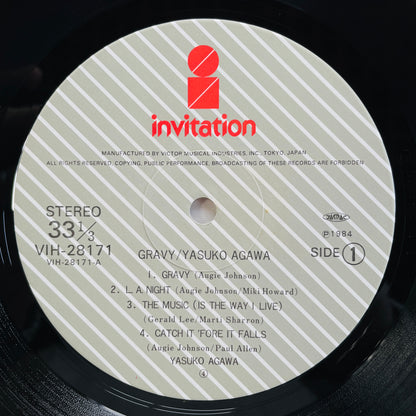 invitation
MANUFACTURED BY VICTOR MUSICAL INDUSTRIES, INC., TOKYO, JAPAN
ALL RIGHTS RESERVED. COPYING, PUBLIC PERFORMANCE, BROADCASTING OF THESE RECORDS ARE FORBIDDEN
STEREO
33 1/3
VIH-28171
VIH-28171-A
℗1984
SIDE 1
GRAVY/YASUKO AGAWA
1. GRAVY (Augie Johnson)
2. L.A. NIGHT (Augie Johnson/Miki Howard)
3. THE MUSIC (IS THE WAY I LIVE)
(Gerald Lee/Marti Sharron)
4. CATCH IT 'FORE IT FALLS
(Augie Johnson/Paul Allen)
YASUKO AGAWA
④